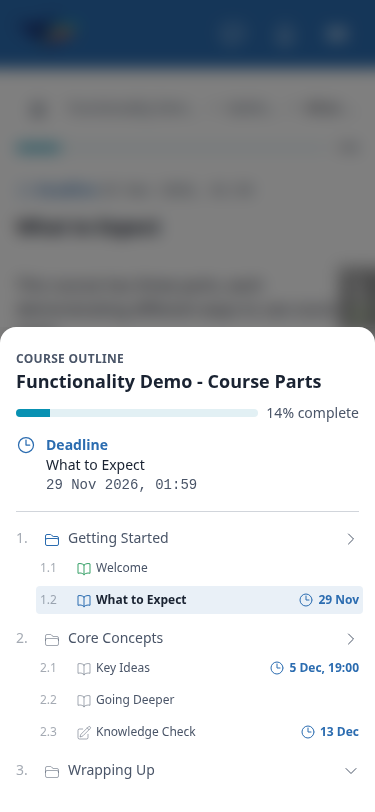 COURSE OUTLINE
Functionality Demo - Course Parts
14% complete
Deadline
What to Expect
29 Nov 2026, 01:59
1. Getting Started
1.1 Welcome
1.2 What to Expect 29 Nov
2. Core Concepts
2.1 Key Ideas 5 Dec, 19:00
2.2 Going Deeper
2.3 Knowledge Check 13 Dec
3. Wrapping Up